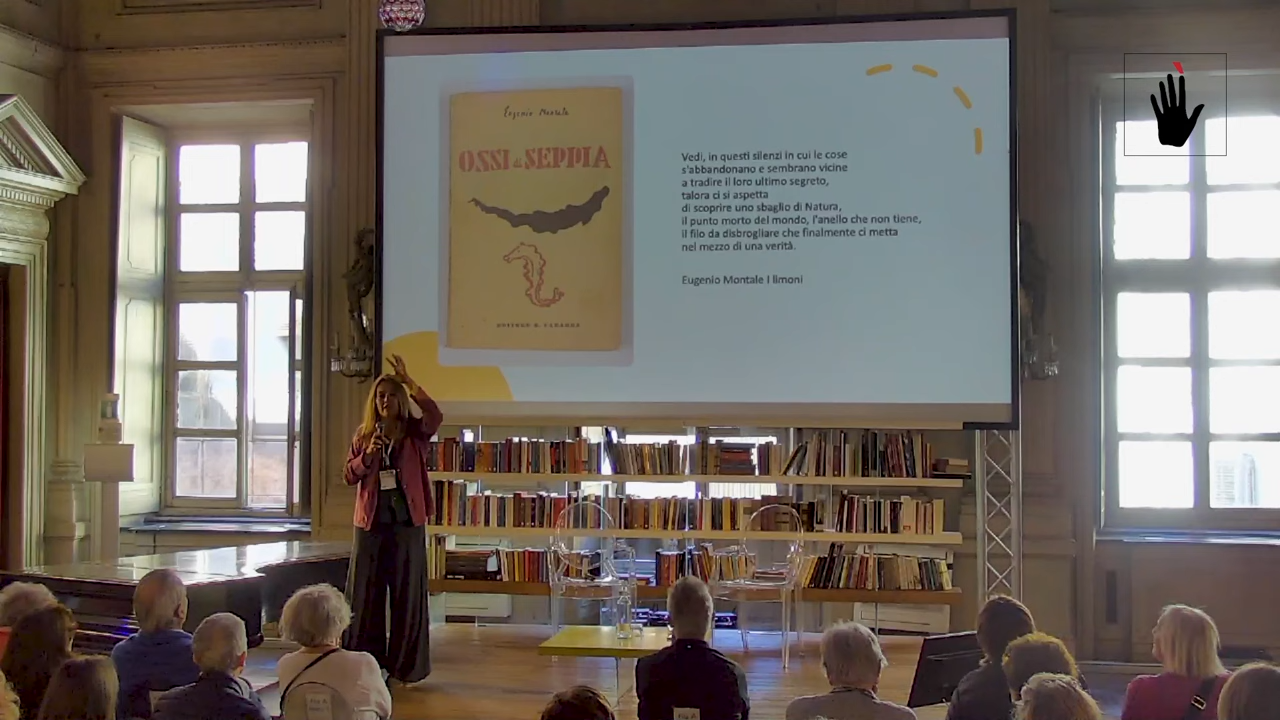 Eugenio Montale
OSSI di SEPPIA
Vedi, in questi silenzi in cui le cose
s'abbandonano e sembrano vicine
a tradire il loro ultimo segreto,
talora ci si aspetta
di scoprire uno sbaglio di Natura,
il punto morto del mondo, l'anello che non tiene,
il filo da disbrogliare che finalmente ci metta
nel mezzo di una verità.
Eugenio Montale I limoni